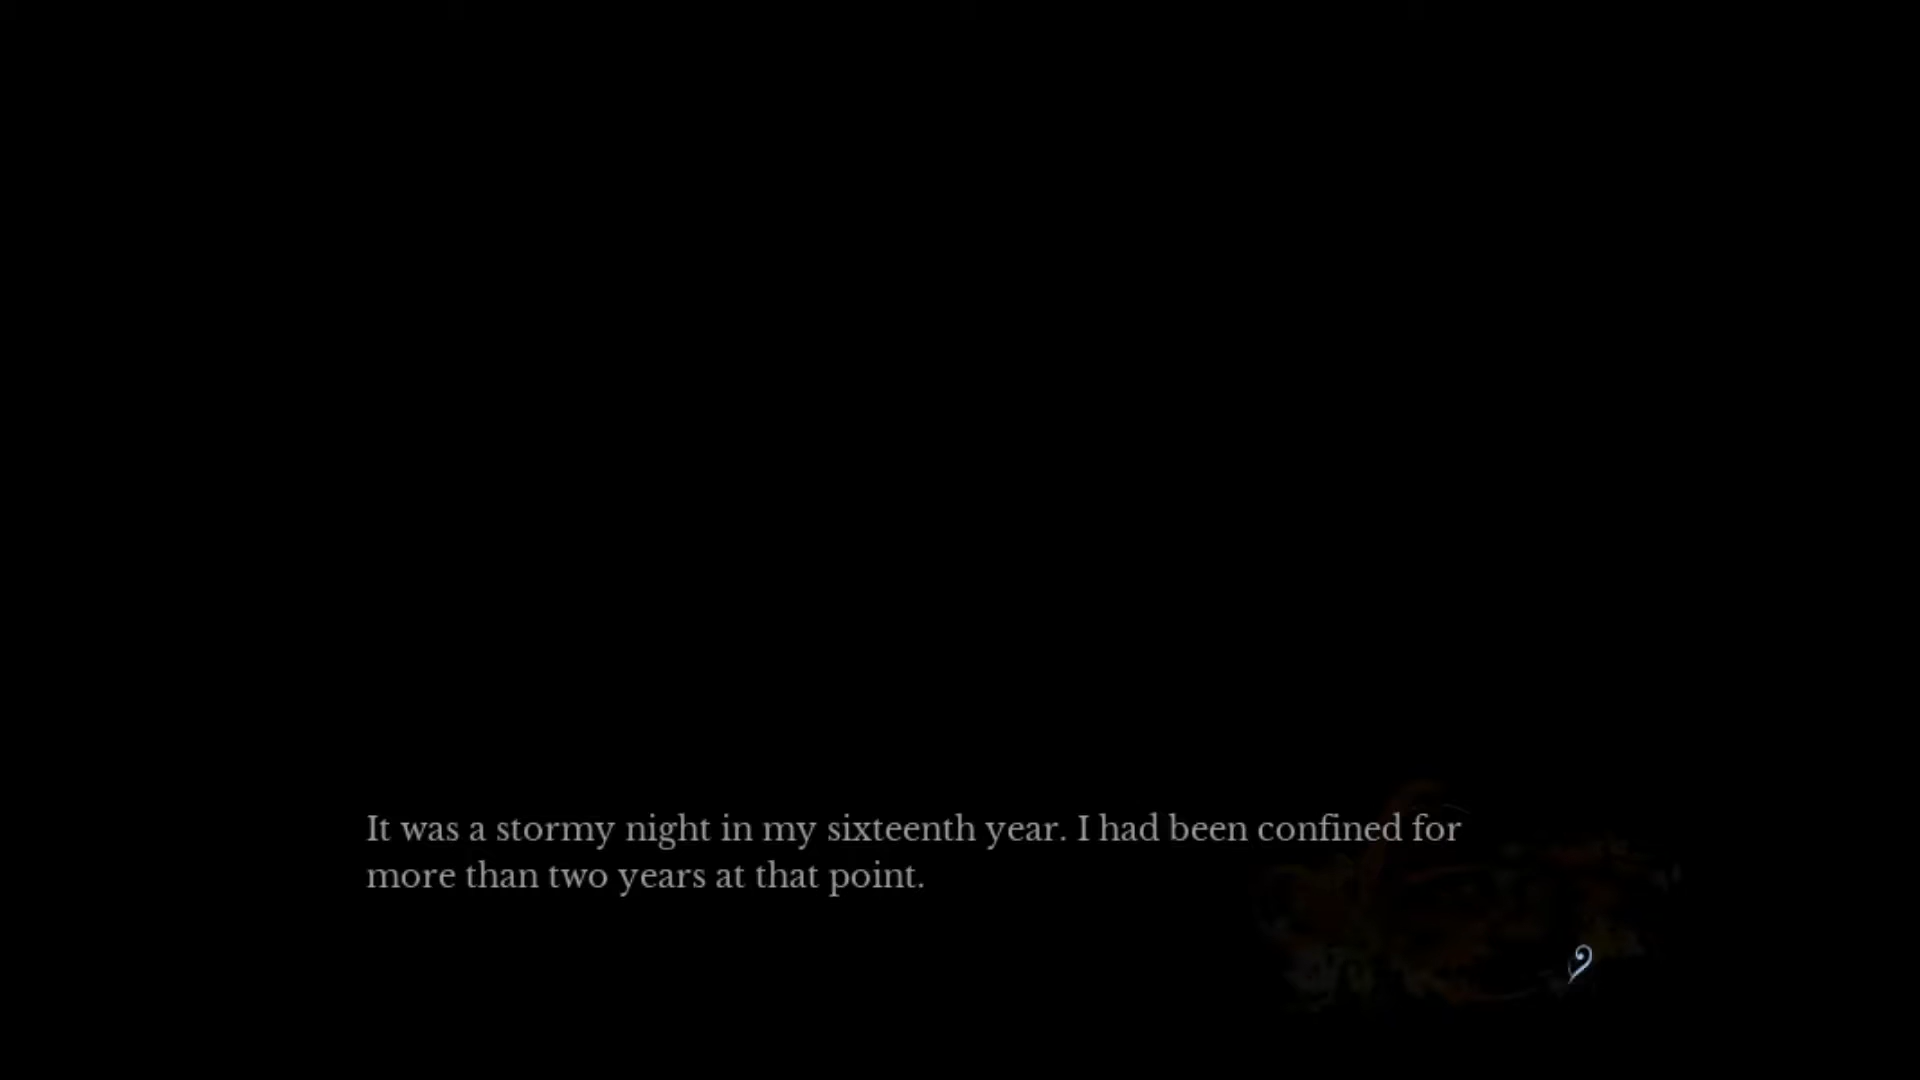 It was a stormy night in my sixteenth year. I had been confined for
more than two years at that point.